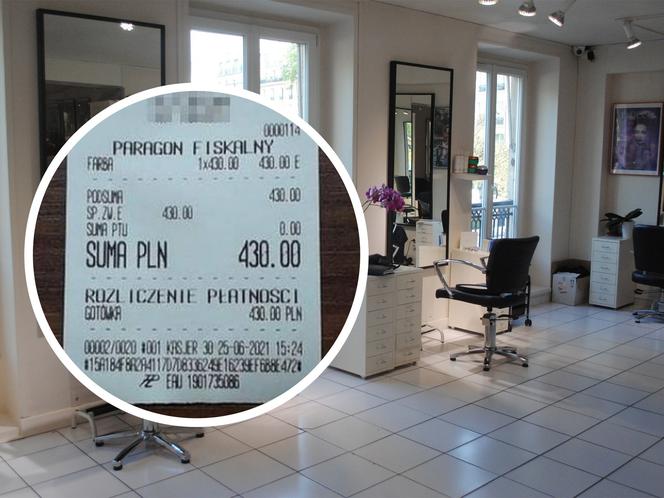 0000114
PARAGON FISKALNY
FARBA 1x430.00 430.00 E
PODSUMA 430.00
SP.ZW.E 430.00
SUMA PTU 0.00
SUMA PLN 430.00
ROZLICZENIE PŁATNOŚCI
GOTÓWKA 430.00 PLN
00002/0020 #001 KASJER 30 25-06-2021 15:24
EAU 1901735086